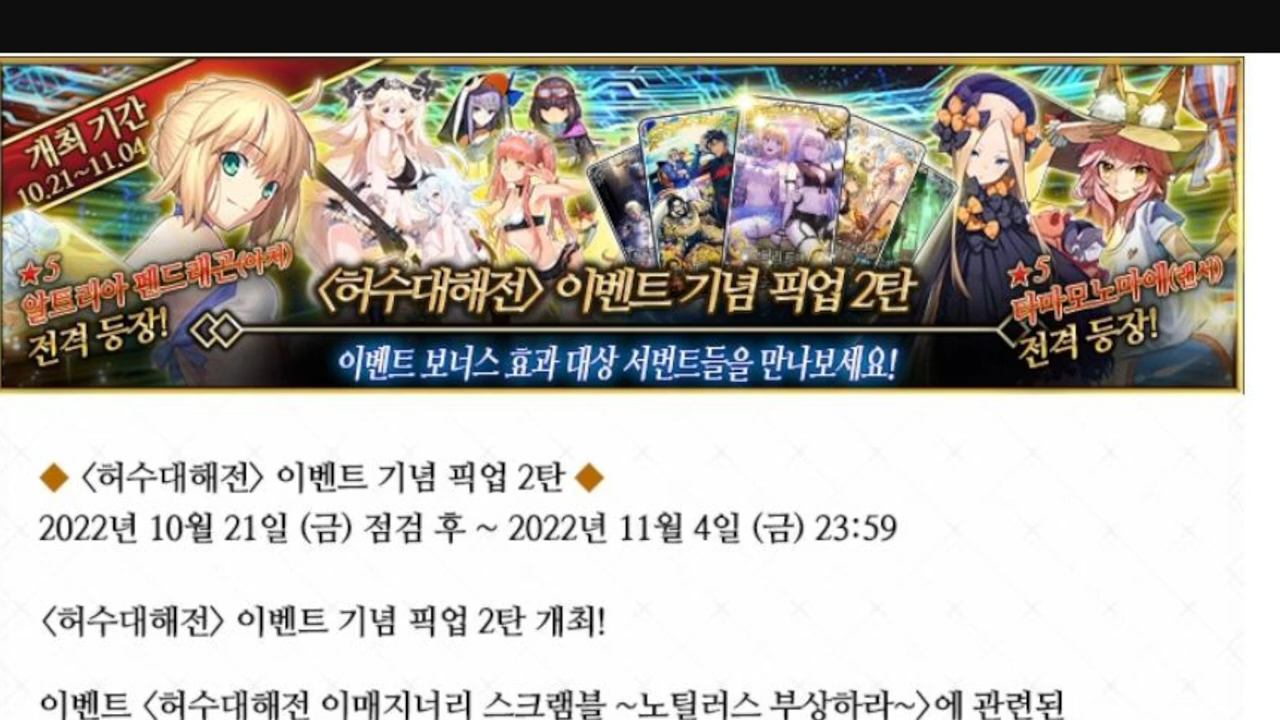 개최 기간
10.21~11.04
★5
알트리아 펜드래곤(아처)
전격 등장!
〈허수대해전〉 이벤트 기념 픽업 2탄
이벤트 보너스 효과 대상 서번트들을 만나보세요!
★5
타마모노마에(랜서)
전격 등장!
◆ 〈허수대해전〉 이벤트 기념 픽업 2탄 ◆
2022년 10월 21일 (금) 점검 후 ~ 2022년 11월 4일 (금) 23:59
〈허수대해전〉 이벤트 기념 픽업 2탄 개최!
이벤트 〈허수대해전 이매지너리 스크램블 ~노틸러스 부상하라~〉에 관련된